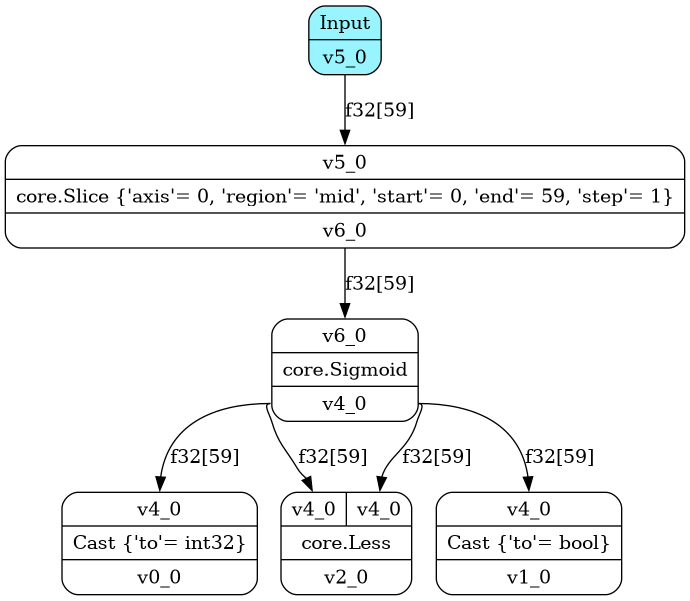 Input
v5_0
f32[59]
v5_0
core.Slice {'axis'= 0, 'region'= 'mid', 'start'= 0, 'end'= 59, 'step'= 1}
v6_0
f32[59]
v6_0
core.Sigmoid
v4_0
f32[59] f32[59] f32[59] f32[59]
v4_0
Cast {'to'= int32}
v0_0
v4_0 v4_0
core.Less
v2_0
v4_0
Cast {'to'= bool}
v1_0